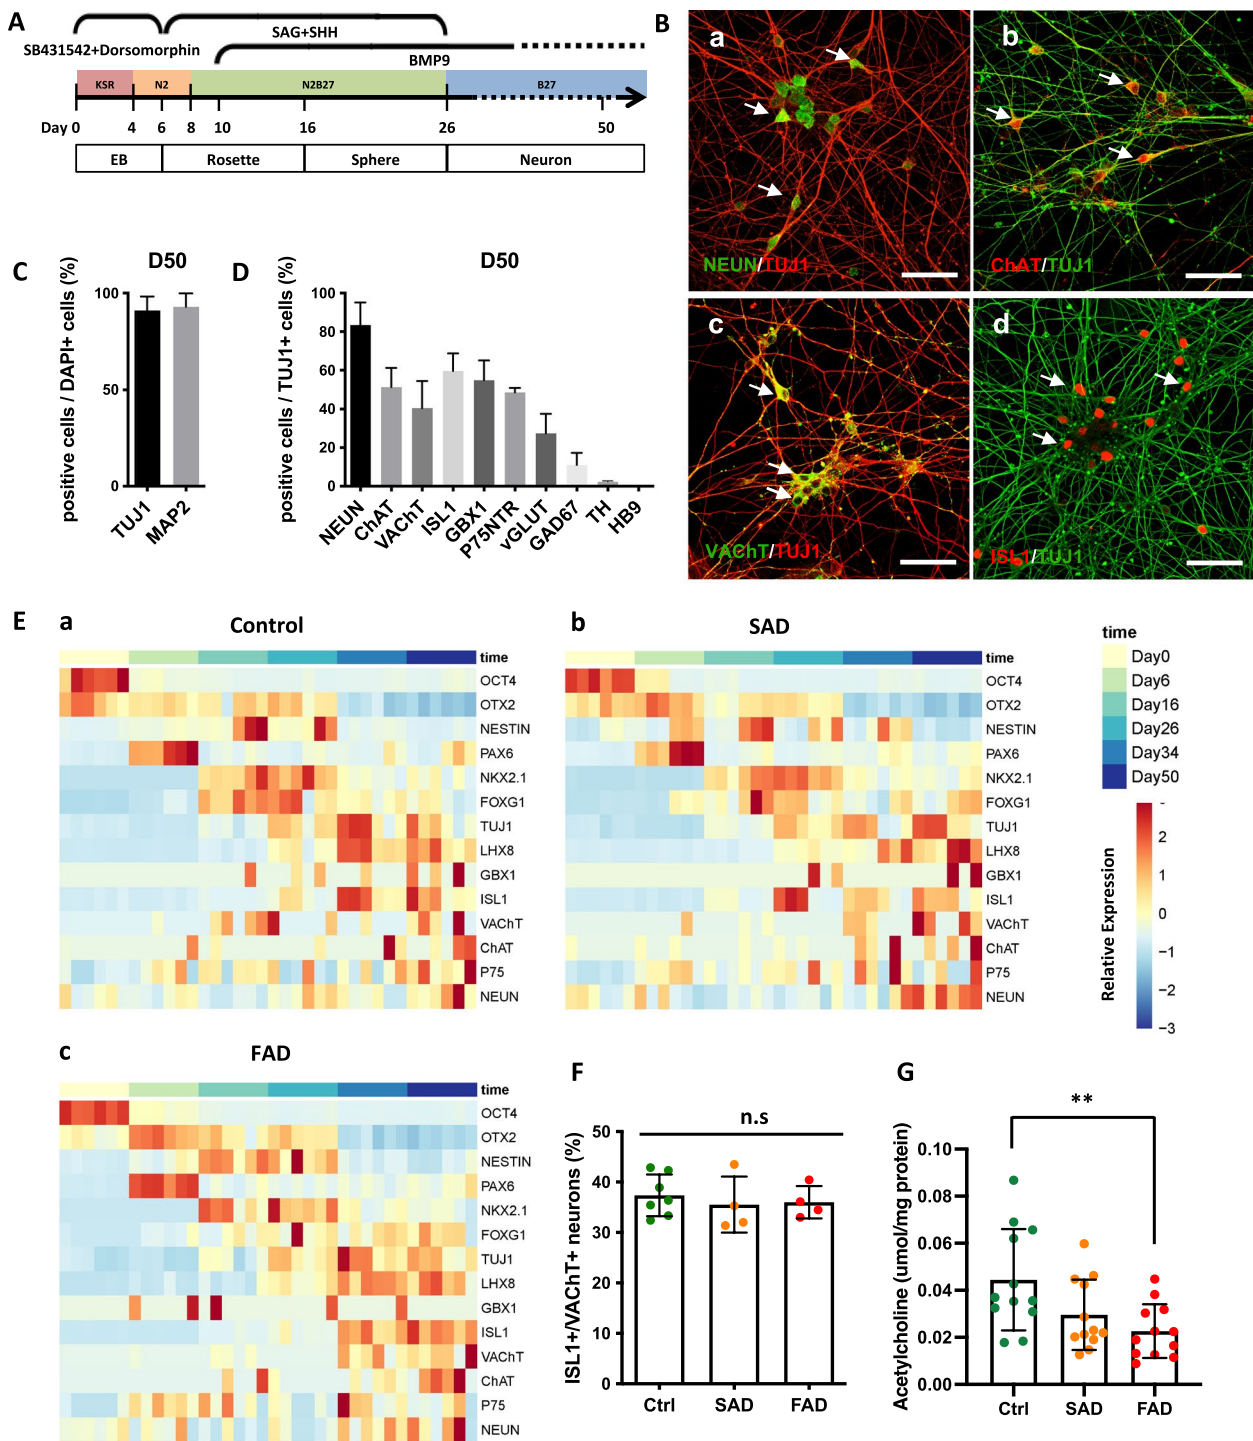 A
SAG+SHH
SB431542+Dorsomorphin
BMP9
KSR N2 N2B27 B27
Day 0 4 6 8 10 16 26 50
EB Rosette Sphere Neuron
B
a
NEUN/TUJ1
b
ChAT/TUJ1
c
VAChT/TUJ1
d
ISL1/TUJ1
C
D50
positive cells / DAPI+ cells (%)
100
50
0
TUJ1 MAP2
D
D50
positive cells / TUJ1+ cells (%)
100
80
60
40
20
0
NEUN ChAT VAChT ISL1 GBX1 P75NTR vGLUT GAD67 TH HB9
E
a
Control
time
OCT4
OTX2
NESTIN
PAX6
NKX2.1
FOXG1
TUJ1
LHX8
GBX1
ISL1
VAChT
ChAT
P75
NEUN
b
SAD
time
OCT4
OTX2
NESTIN
PAX6
NKX2.1
FOXG1
TUJ1
LHX8
GBX1
ISL1
VAChT
ChAT
P75
NEUN
time
Day0
Day6
Day16
Day26
Day34
Day50
Relative Expression
2
1
0
−1
−2
−3
c
FAD
time
OCT4
OTX2
NESTIN
PAX6
NKX2.1
FOXG1
TUJ1
LHX8
GBX1
ISL1
VAChT
ChAT
P75
NEUN
F
n.s
ISL1+/VAChT+ neurons (%)
50
40
30
20
10
0
Ctrl SAD FAD
G
**
Acetylcholine (umol/mg protein)
0.10
0.08
0.06
0.04
0.02
0.00
Ctrl SAD FAD